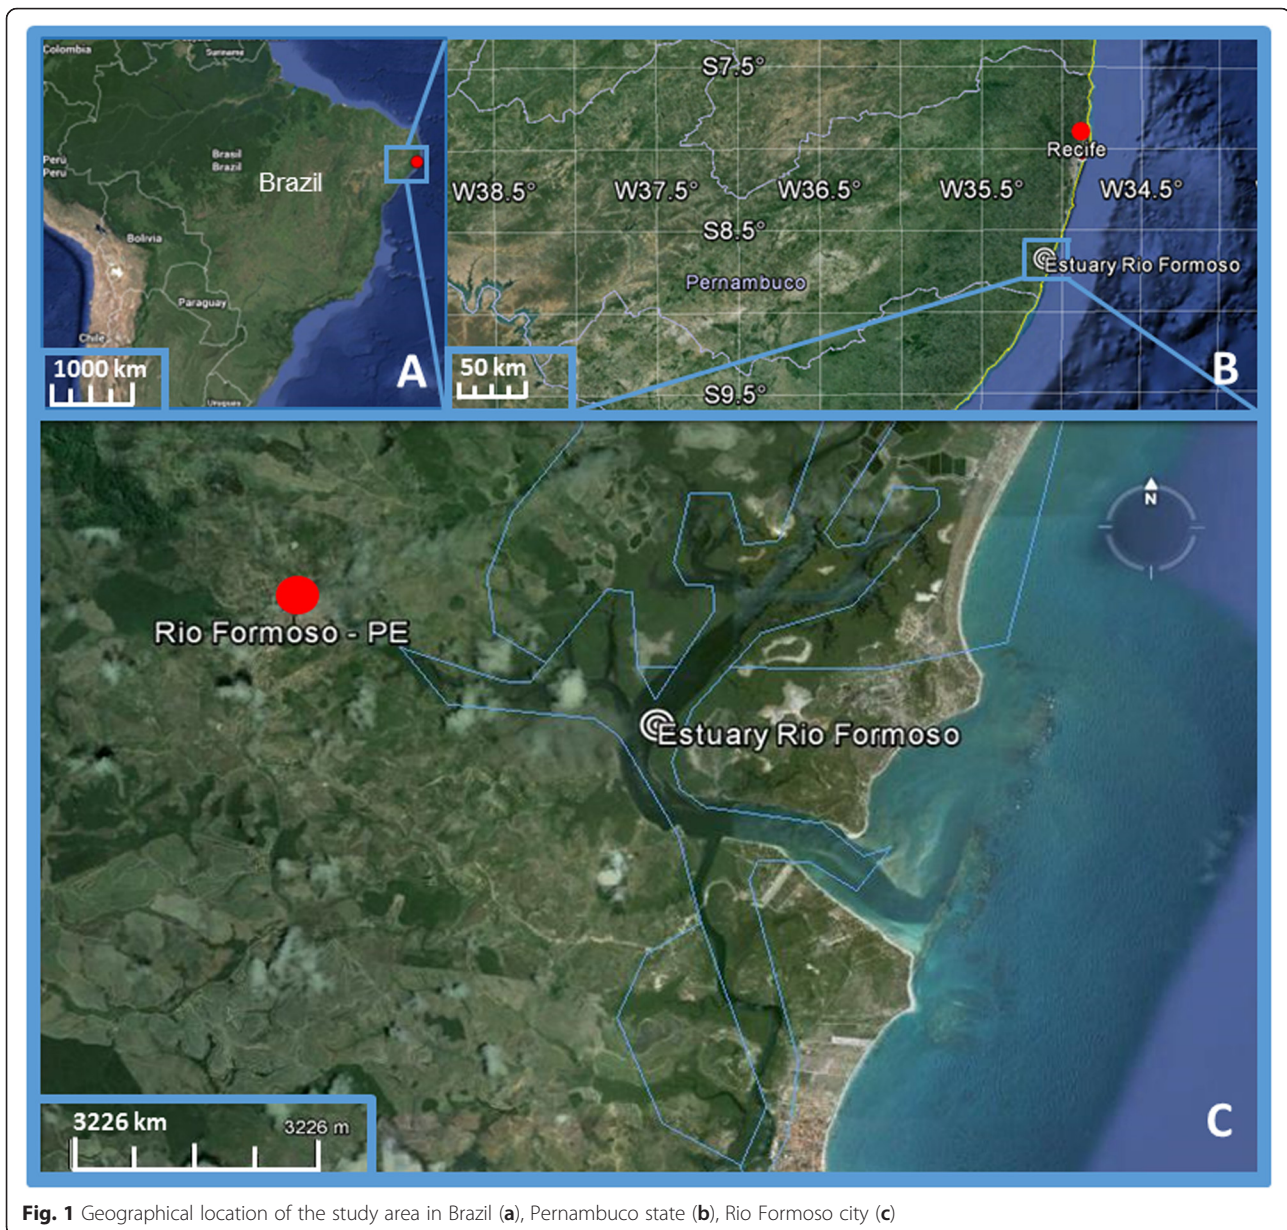 Colombia
Suriname
Peru
Peru
Brasil
Brazil
Brazil
Bolivia
Paraguay
Chile
Uruguay
1000 km
A
S7.5°
Recife
W38.5°
W37.5°
W36.5°
W35.5°
W34.5°
S8.5°
Estuary Rio Formoso
Pernambuco
50 km
S9.5°
B
N
Rio Formoso - PE
Estuary Rio Formoso
3226 km
3226 m
C
Fig. 1 Geographical location of the study area in Brazil (a), Pernambuco state (b), Rio Formoso city (c)